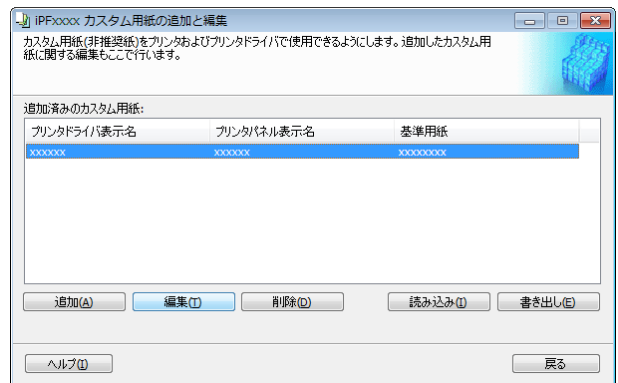 iPFxxxx カスタム用紙の追加と編集
カスタム用紙(非推奨紙)をプリンタおよびプリンタドライバで使用できるようにします。追加したカスタム用
紙に関する編集もここで行います。
追加済みのカスタム用紙:
プリンタドライバ表示名 プリンタパネル表示名 基準用紙
xxxxxx xxxxxx xxxxxxxx
追加(A) 編集(T) 削除(D) 読み込み(I) 書き出し(E)
ヘルプ(I) 戻る